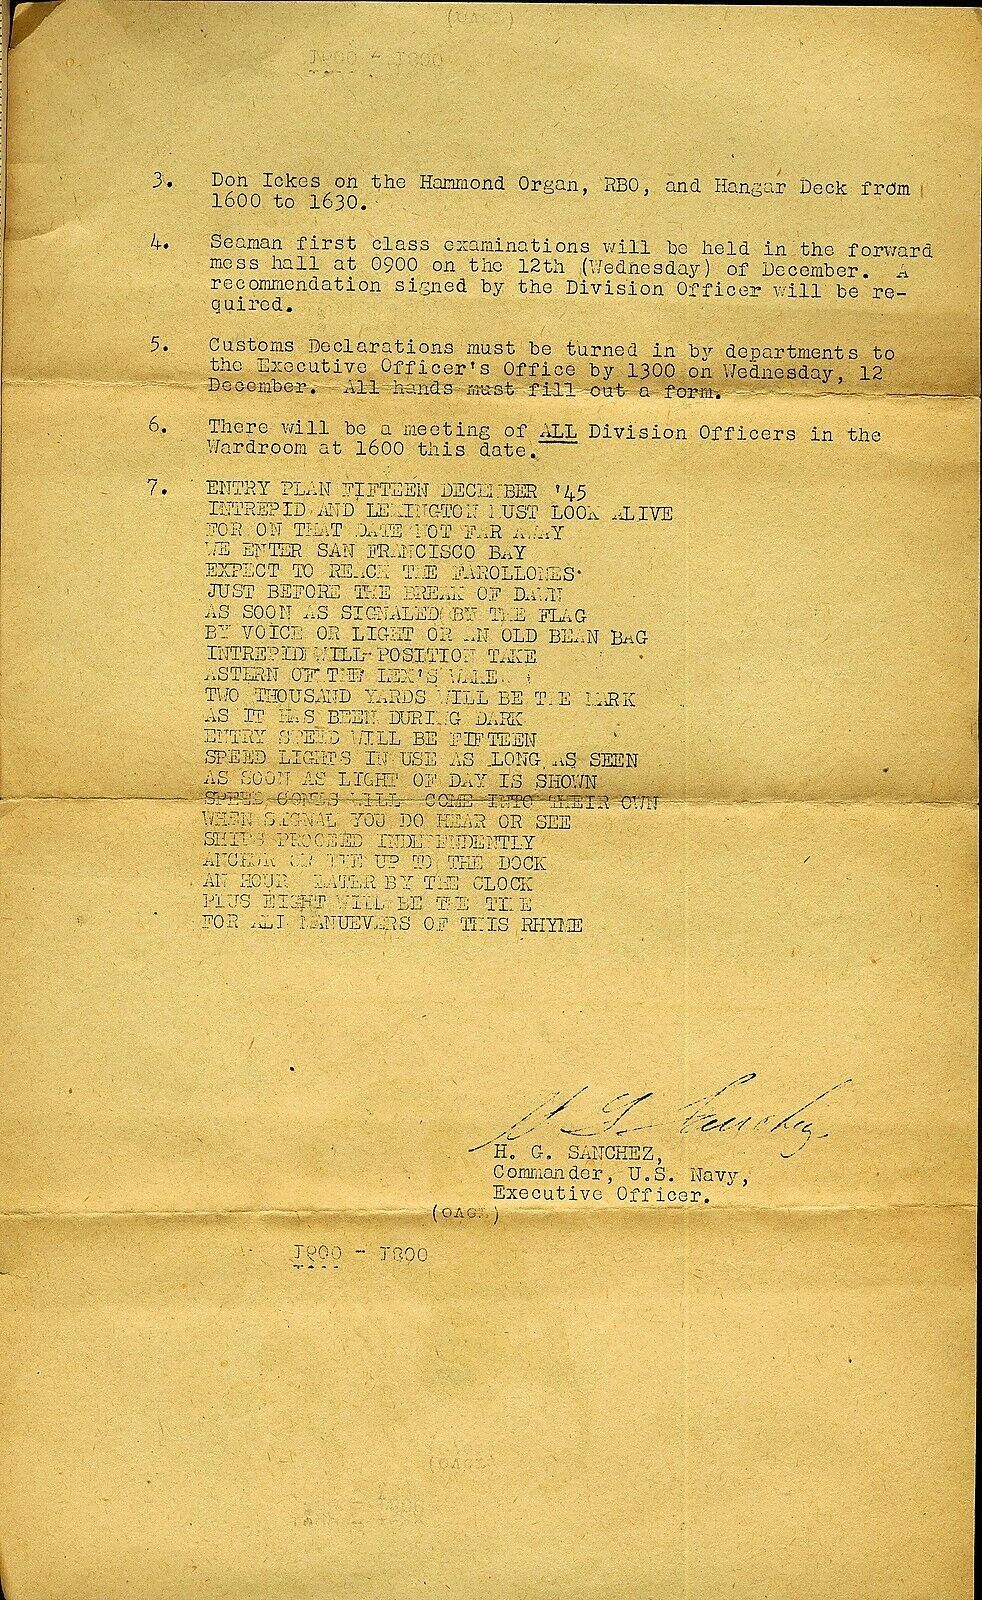 3. Don Ickes on the Hammond Organ, RBO, and Hangar Deck from
1600 to 1630.
4. Seaman first class examinations will be held in the forward
mess hall at 0900 on the 12th (Wednesday) of December. A
recommendation signed by the Division Officer will be re-
quired.
5. Customs Declarations must be turned in by departments to
the Executive Officer's Office by 1300 on Wednesday, 12
December. All hands must fill out a form.
6. There will be a meeting of ALL Division Officers in the
Wardroom at 1600 this date.
7. ENTRY PLAN FIFTEEN DECEMBER '45
INTREPID AND LEXINGTON MUST LOOK ALIVE
FOR ON THAT DATE NOT FAR AWAY
WE ENTER SAN FRANCISCO BAY
EXPECT TO REACH THE FAROLLONES
JUST BEFORE THE BREAK OF DAWN
AS SOON AS SIGNALED BY THE FLAG
BY VOICE OR LIGHT OR AN OLD BEAN BAG
INTREPID WILL POSITION TAKE
ASTERN OF THE LEX'S WAKE
TWO THOUSAND YARDS WILL BE THE MARK
AS IT HAS BEEN DURING DARK
ENTRY SPEED WILL BE FIFTEEN
SPEED LIGHTS IN USE AS LONG AS SEEN
AS SOON AS LIGHT OF DAY IS SHOWN
SPEED CONES WILL COME INTO THEIR OWN
WHEN SIGNAL YOU DO HEAR OR SEE
SHIPS PROCEED INDEPENDENTLY
ANCHOR OR TIE UP TO THE DOCK
AN HOUR LATER BY THE CLOCK
PLUS EIGHT WILL BE THE TIME
FOR ALL MANUEVERS OF THIS RHYME
H. G. Sanchez
H. G. SANCHEZ,
Commander, U.S. Navy,
Executive Officer.